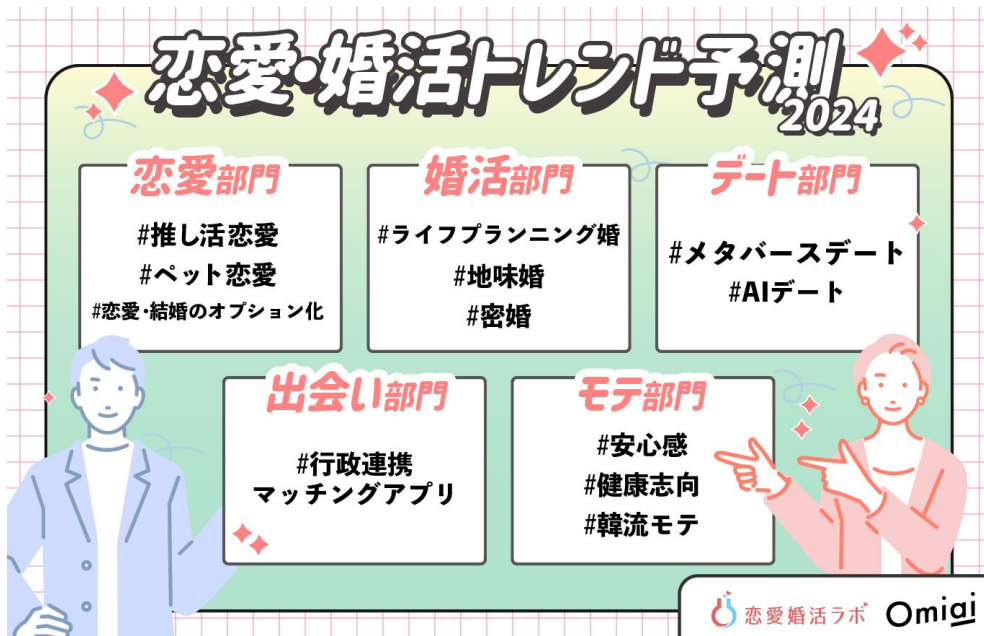 恋愛・婚活トレンド予測
2024
恋愛部門
#推し活恋愛
#ペット恋愛
#恋愛・結婚のオプション化
婚活部門
#ライフプランニング婚
#地味婚
#密婚
デート部門
#メタバースデート
#AIデート
出会い部門
#行政連携
マッチングアプリ
モテ部門
#安心感
#健康志向
#韓流モテ
恋愛婚活ラボ
Omiai